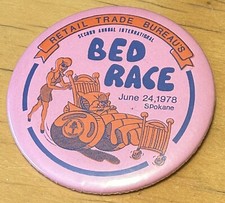 RETAIL TRADE BUREAU'S
SECOND ANNUAL INTERNATIONAL
BED
RACE
June 24, 1978
Spokane